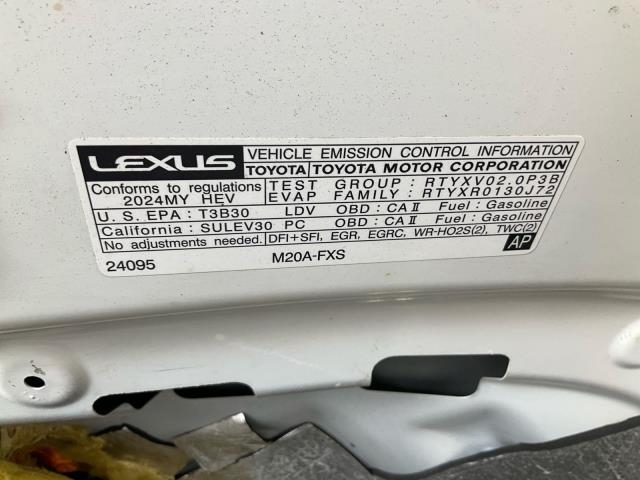 LEXUS VEHICLE EMISSION CONTROL INFORMATION
TOYOTA TOYOTA MOTOR CORPORATION
Conforms to regulations TEST GROUP : RTYXV02.0P3B
2024MY HEV EVAP FAMILY : RTYXR0130J72
U.S. EPA : T3B30 LDV OBD : CA II Fuel : Gasoline
California : SULEV30 PC OBD : CA II Fuel : Gasoline
No adjustments needed. DFI+SFI, EGR, EGRC, WR-HO2S(2), TWC(2)
24095 M20A-FXS AP